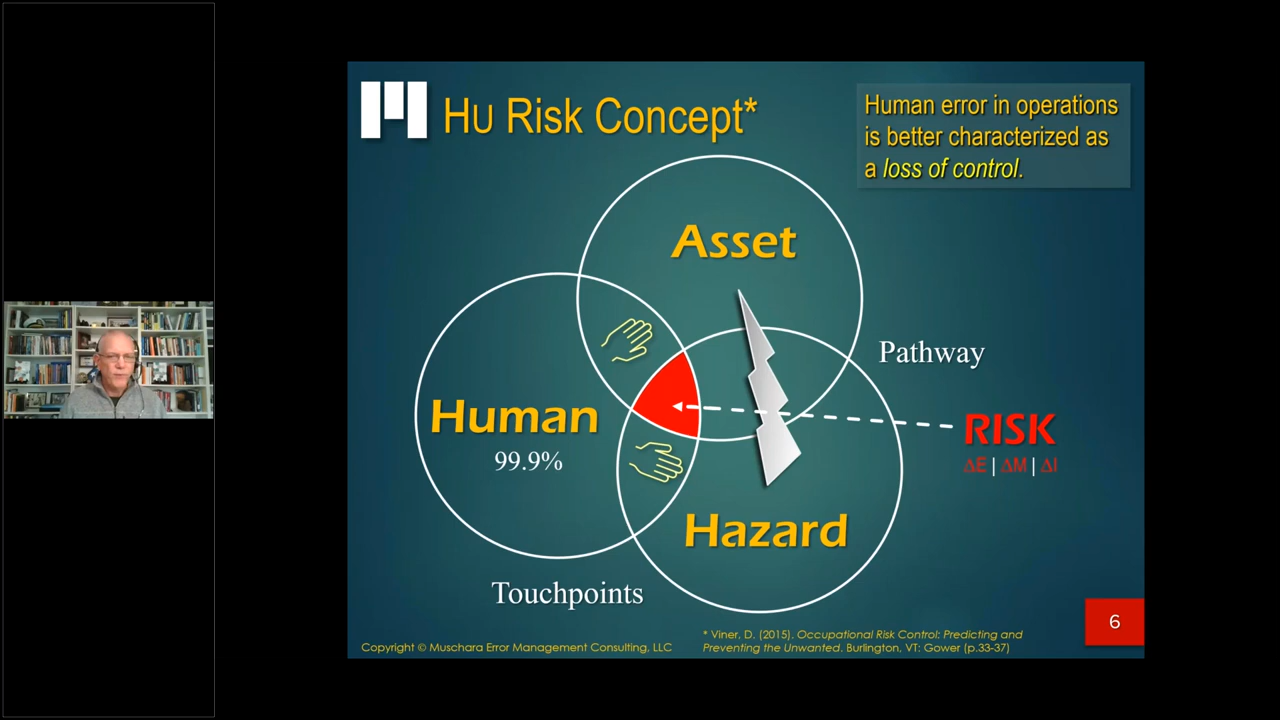 HU Risk Concept*
Human error in operations
is better characterized as
a loss of control.
Asset
Pathway
Human
99.9%
RISK
ΔE | ΔM | ΔI
Hazard
Touchpoints
6
Copyright © Muschara Error Management Consulting, LLC
* Viner, D. (2015). Occupational Risk Control: Predicting and
Preventing the Unwanted. Burlington, VT: Gower (p.33-37)